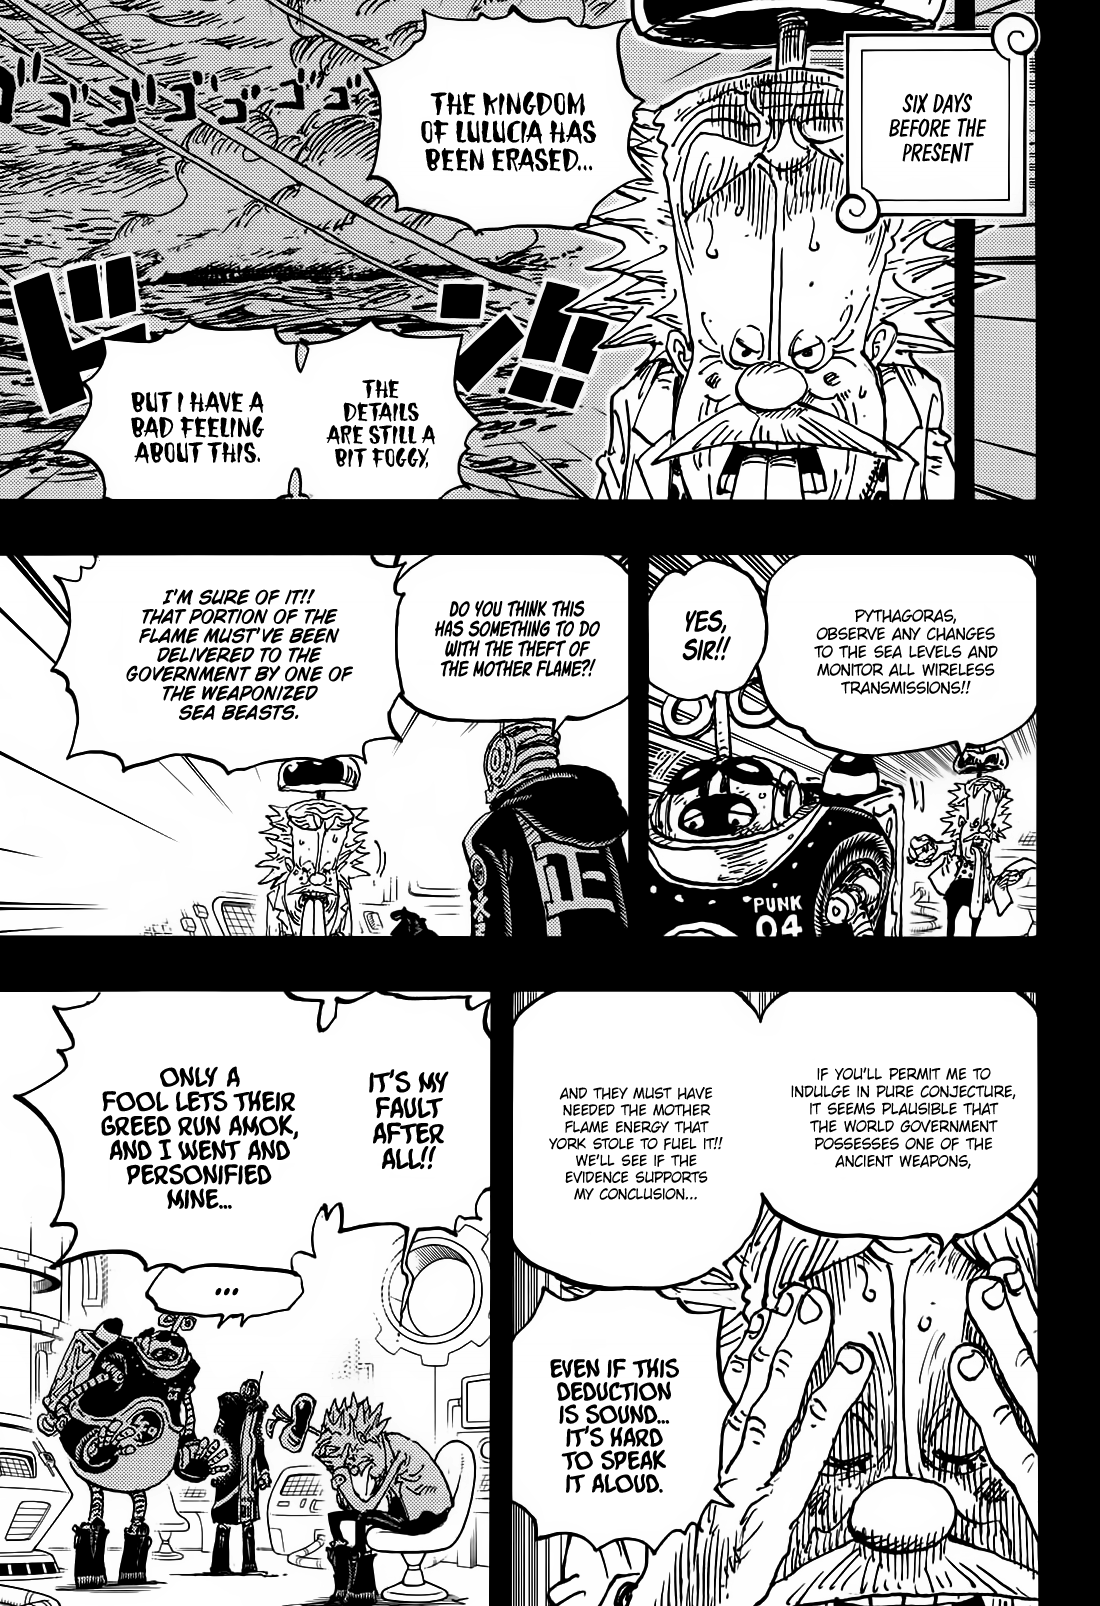 SIX DAYS
BEFORE THE
PRESENT
THE KINGDOM
OF LULUCIA HAS
BEEN ERASED...
ゴゴゴゴゴゴ
ドン!!
THE
DETAILS
ARE STILL A
BIT FOGGY,
BUT I HAVE A
BAD FEELING
ABOUT THIS.
PYTHAGORAS,
OBSERVE ANY CHANGES
TO THE SEA LEVELS AND
MONITOR ALL WIRELESS
TRANSMISSIONS!!
YES,
SIR!!
PUNK
04
DO YOU THINK THIS
HAS SOMETHING TO DO
WITH THE THEFT OF
THE MOTHER FLAME?!
I'M SURE OF IT!!
THAT PORTION OF THE
FLAME MUST'VE BEEN
DELIVERED TO THE
GOVERNMENT BY ONE OF
THE WEAPONIZED
SEA BEASTS.
正
IF YOU'LL PERMIT ME TO
INDULGE IN PURE CONJECTURE,
IT SEEMS PLAUSIBLE THAT
THE WORLD GOVERNMENT
POSSESSES ONE OF THE
ANCIENT WEAPONS,
AND THEY MUST HAVE
NEEDED THE MOTHER
FLAME ENERGY THAT
YORK STOLE TO FUEL IT!!
WE'LL SEE IF THE
EVIDENCE SUPPORTS
MY CONCLUSION...
EVEN IF THIS
DEDUCTION
IS SOUND...
IT'S HARD
TO SPEAK
IT ALOUD.
IT'S MY
FAULT
AFTER
ALL!!
ONLY A
FOOL LETS THEIR
GREED RUN AMOK,
AND I WENT AND
PERSONIFIED
MINE...
...
04